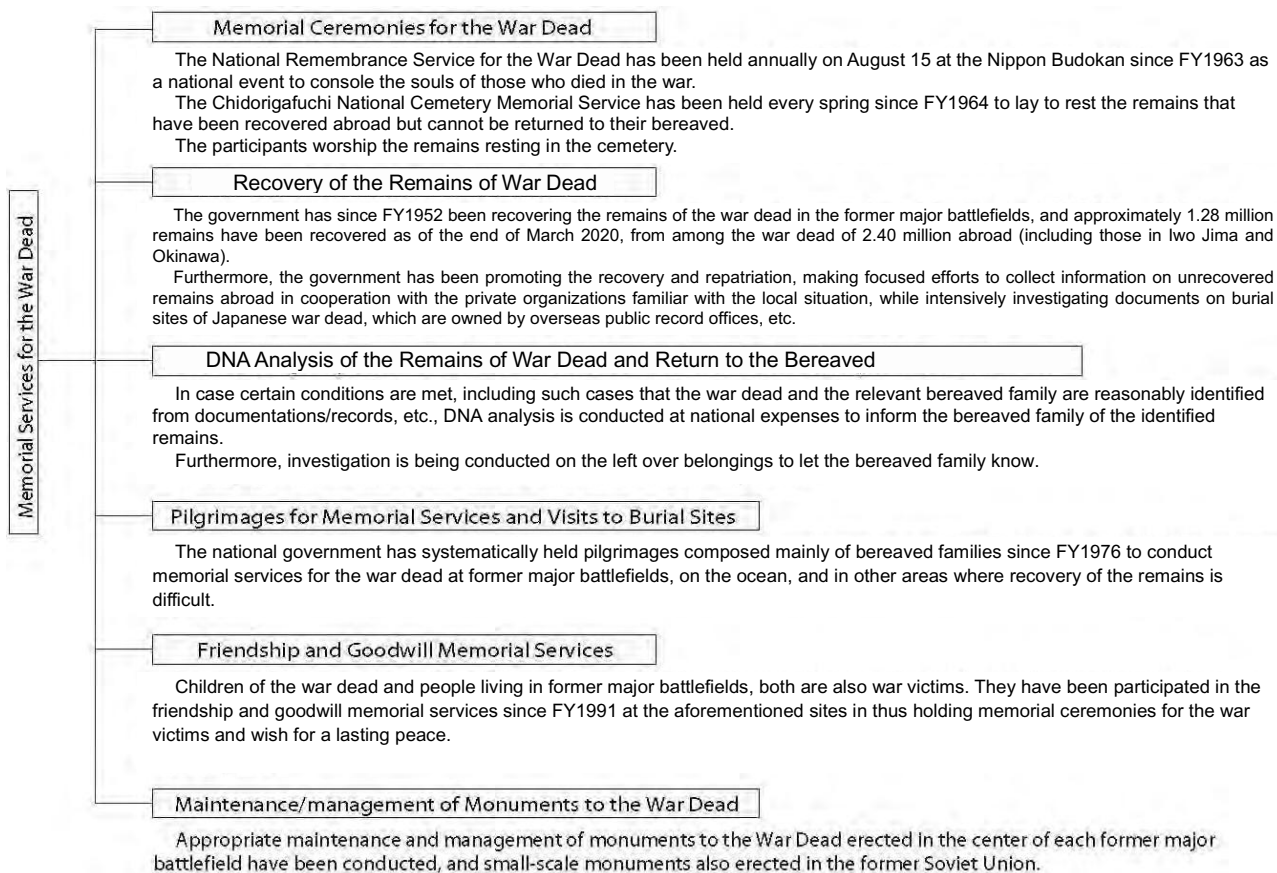 Memorial Services for the War Dead
Memorial Ceremonies for the War Dead
The National Remembrance Service for the War Dead has been held annually on August 15 at the Nippon Budokan since FY1963 as
a national event to console the souls of those who died in the war.
The Chidorigafuchi National Cemetery Memorial Service has been held every spring since FY1964 to lay to rest the remains that
have been recovered abroad but cannot be returned to their bereaved.
The participants worship the remains resting in the cemetery.
Recovery of the Remains of War Dead
The government has since FY1952 been recovering the remains of the war dead in the former major battlefields, and approximately 1.28 million
remains have been recovered as of the end of March 2020, from among the war dead of 2.40 million abroad (including those in Iwo Jima and
Okinawa).
Furthermore, the government has been promoting the recovery and repatriation, making focused efforts to collect information on unrecovered
remains abroad in cooperation with the private organizations familiar with the local situation, while intensively investigating documents on burial
sites of Japanese war dead, which are owned by overseas public record offices, etc.
DNA Analysis of the Remains of War Dead and Return to the Bereaved
In case certain conditions are met, including such cases that the war dead and the relevant bereaved family are reasonably identified
from documentations/records, etc., DNA analysis is conducted at national expenses to inform the bereaved family of the identified
remains.
Furthermore, investigation is being conducted on the left over belongings to let the bereaved family know.
Pilgrimages for Memorial Services and Visits to Burial Sites
The national government has systematically held pilgrimages composed mainly of bereaved families since FY1976 to conduct
memorial services for the war dead at former major battlefields, on the ocean, and in other areas where recovery of the remains is
difficult.
Friendship and Goodwill Memorial Services
Children of the war dead and people living in former major battlefields, both are also war victims. They have been participated in the
friendship and goodwill memorial services since FY1991 at the aforementioned sites in thus holding memorial ceremonies for the war
victims and wish for a lasting peace.
Maintenance/management of Monuments to the War Dead
Appropriate maintenance and management of monuments to the War Dead erected in the center of each former major
battlefield have been conducted, and small-scale monuments also erected in the former Soviet Union.